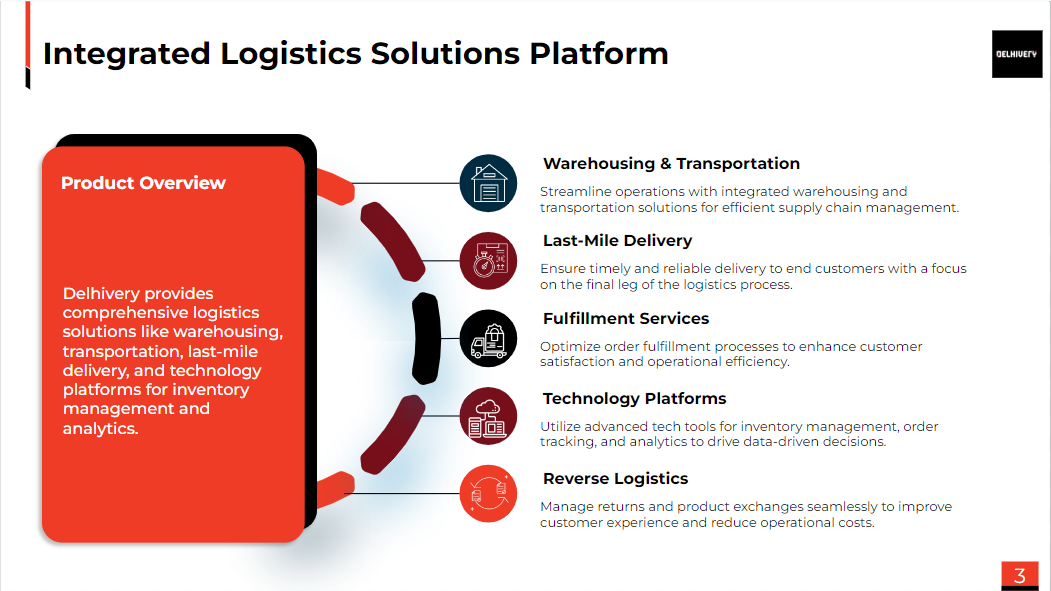 Integrated Logistics Solutions Platform
DELHIVERY
Product Overview
Delhivery provides
comprehensive logistics
solutions like warehousing,
transportation, last-mile
delivery, and technology
platforms for inventory
management and
analytics.
Warehousing & Transportation
Streamline operations with integrated warehousing and
transportation solutions for efficient supply chain management.
Last-Mile Delivery
Ensure timely and reliable delivery to end customers with a focus
on the final leg of the logistics process.
Fulfillment Services
Optimize order fulfillment processes to enhance customer
satisfaction and operational efficiency.
Technology Platforms
Utilize advanced tech tools for inventory management, order
tracking, and analytics to drive data-driven decisions.
Reverse Logistics
Manage returns and product exchanges seamlessly to improve
customer experience and reduce operational costs.
3